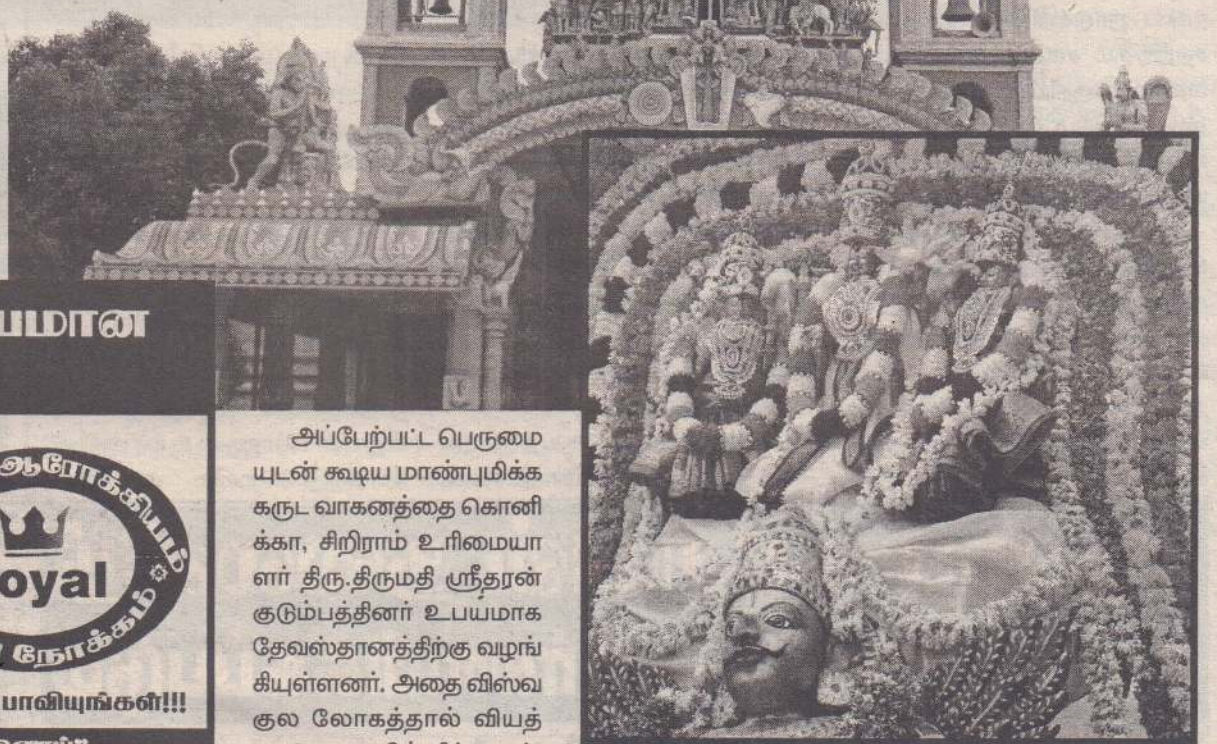 யமான
ஆரோக்கியம்
oyal
நோக்கம்
பாவியுங்கள்!!!
அப்பேற்பட்ட பெருமை
யுடன் கூடிய மாண்புமிக்க
கருட வாகனத்தை கொனி
க்கா, சிறிராம் உரிமையா
ளர் திரு.திருமதி ஸ்ரீதரன்
குடும்பத்தினர் உபயமாக
தேவஸ்தானத்திற்கு வழங்
கியுள்ளனர். அதை விஸ்வ
குல லோகத்தால் வியத்